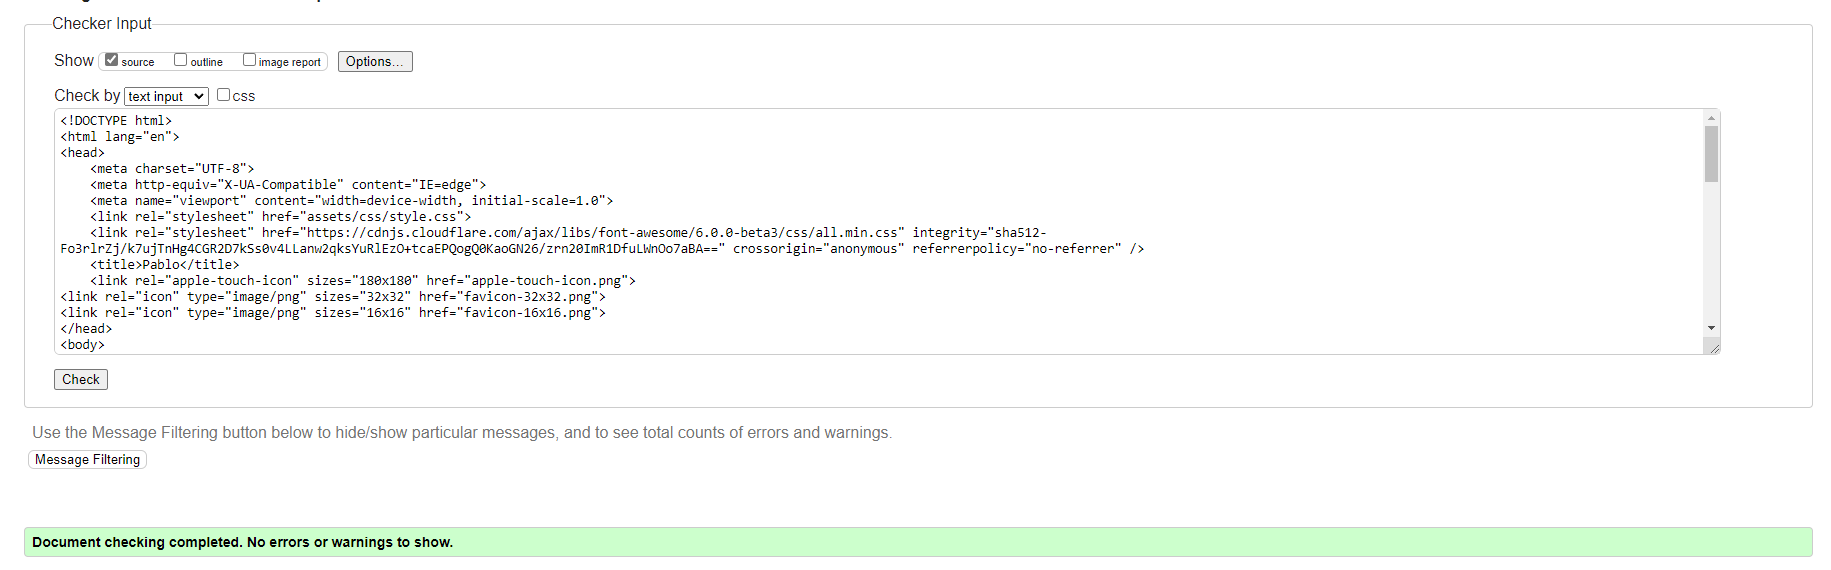 Checker Input
Show source outline image report Options...
Check by text input css
<!DOCTYPE html>
<html lang="en">
<head>
    <meta charset="UTF-8">
    <meta http-equiv="X-UA-Compatible" content="IE=edge">
    <meta name="viewport" content="width=device-width, initial-scale=1.0">
    <link rel="stylesheet" href="assets/css/style.css">
    <link rel="stylesheet" href="https://cdnjs.cloudflare.com/ajax/libs/font-awesome/6.0.0-beta3/css/all.min.css" integrity="sha512-
Fo3rlrZj/k7ujTnHg4CGR2D7kSs0v4LLanw2qksYuRlEzO+tcaEPQogQ0KaoGN26/zrn20ImR1DfuLWnOo7aBA==" crossorigin="anonymous" referrerpolicy="no-referrer" />
    <title>Pablo</title>
    <link rel="apple-touch-icon" sizes="180x180" href="apple-touch-icon.png">
<link rel="icon" type="image/png" sizes="32x32" href="favicon-32x32.png">
<link rel="icon" type="image/png" sizes="16x16" href="favicon-16x16.png">
</head>
<body>
Check
Use the Message Filtering button below to hide/show particular messages, and to see total counts of errors and warnings.
Message Filtering
Document checking completed. No errors or warnings to show.